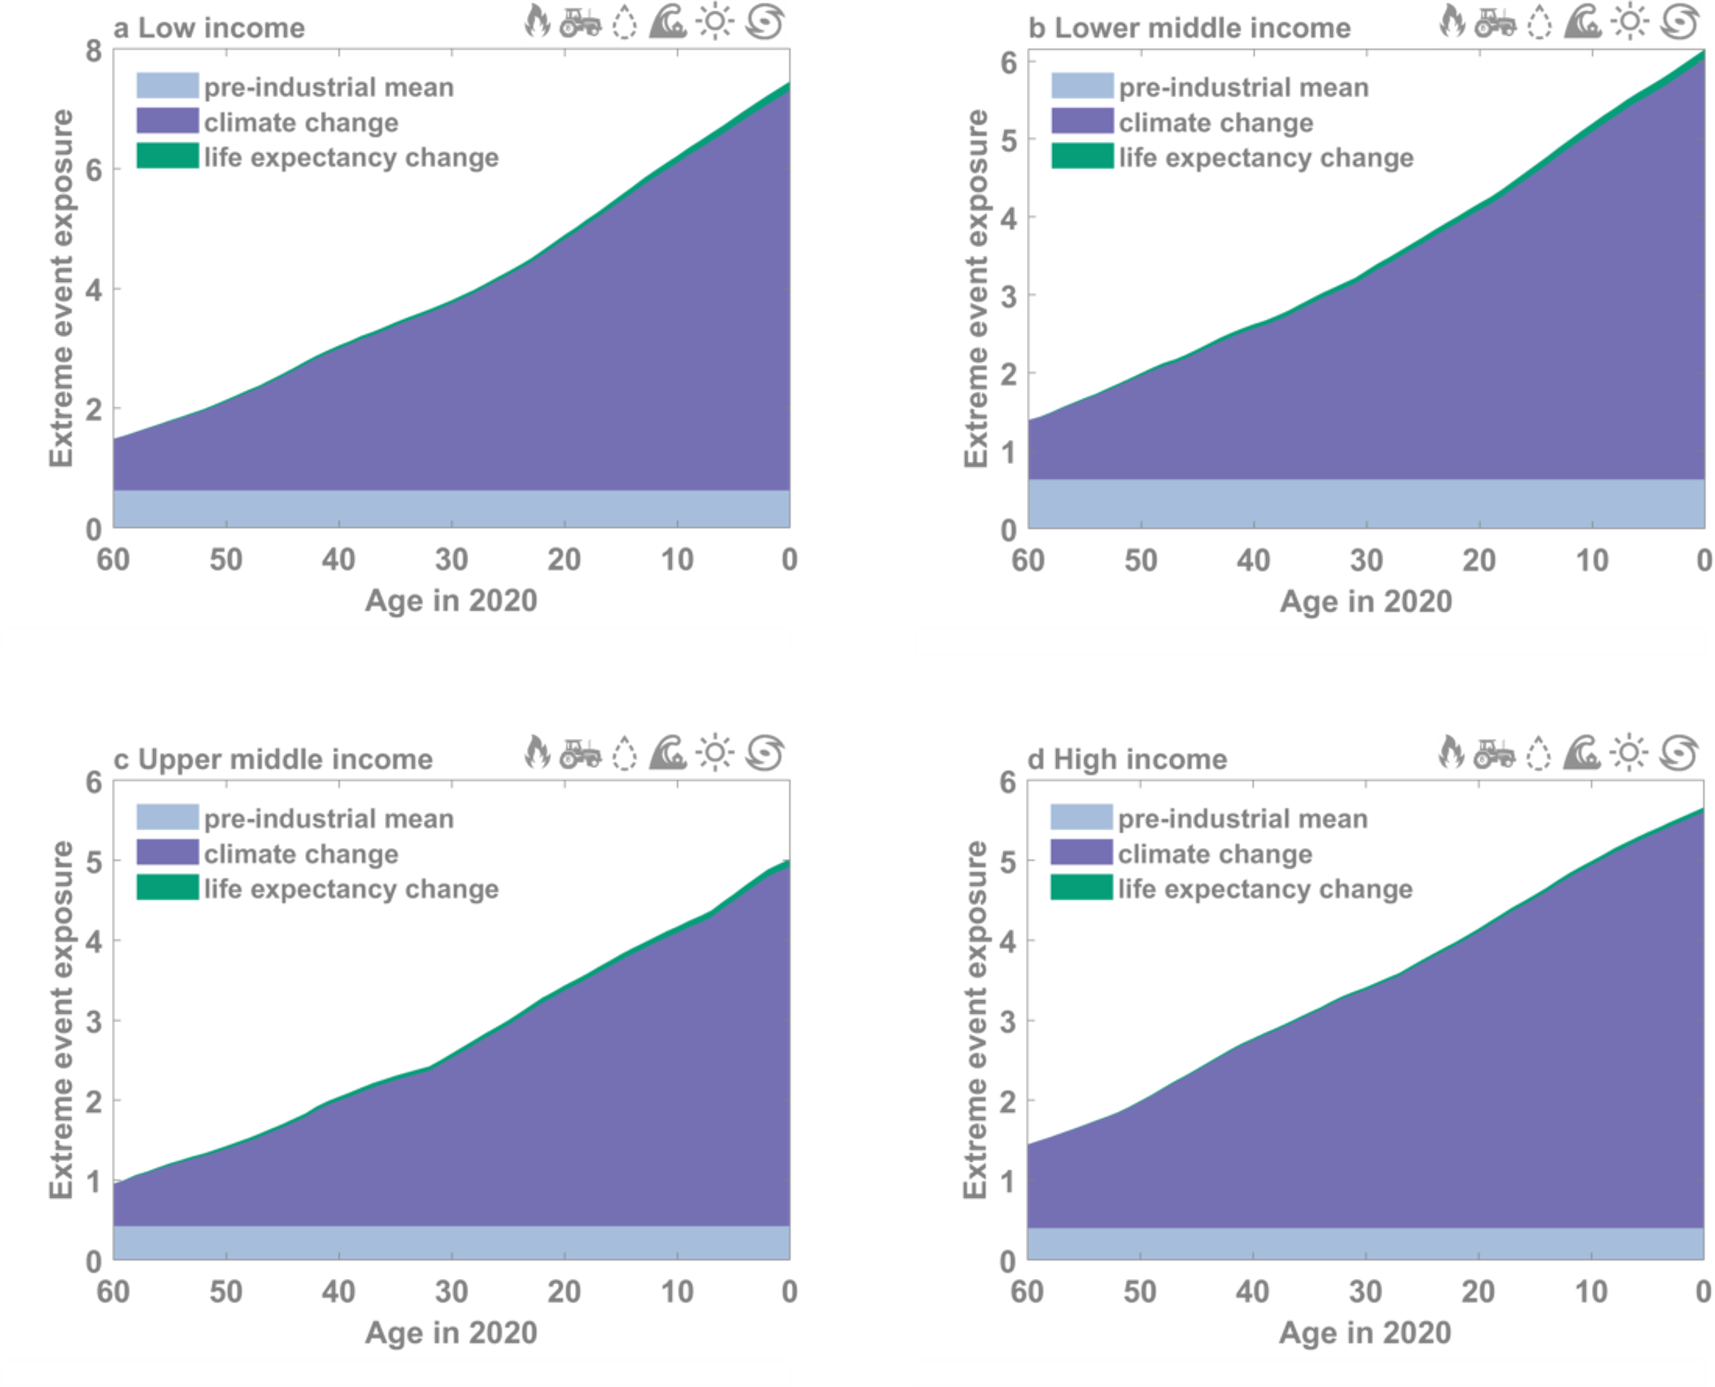 a Low income
8
6
4
2
0
Extreme event exposure
pre-industrial mean
climate change
life expectancy change
60 50 40 30 20 10 0
Age in 2020
b Lower middle income
6
5
4
3
2
1
0
Extreme event exposure
pre-industrial mean
climate change
life expectancy change
60 50 40 30 20 10 0
Age in 2020
c Upper middle income
6
5
4
3
2
1
0
Extreme event exposure
pre-industrial mean
climate change
life expectancy change
60 50 40 30 20 10 0
Age in 2020
d High income
6
5
4
3
2
1
0
Extreme event exposure
pre-industrial mean
climate change
life expectancy change
60 50 40 30 20 10 0
Age in 2020